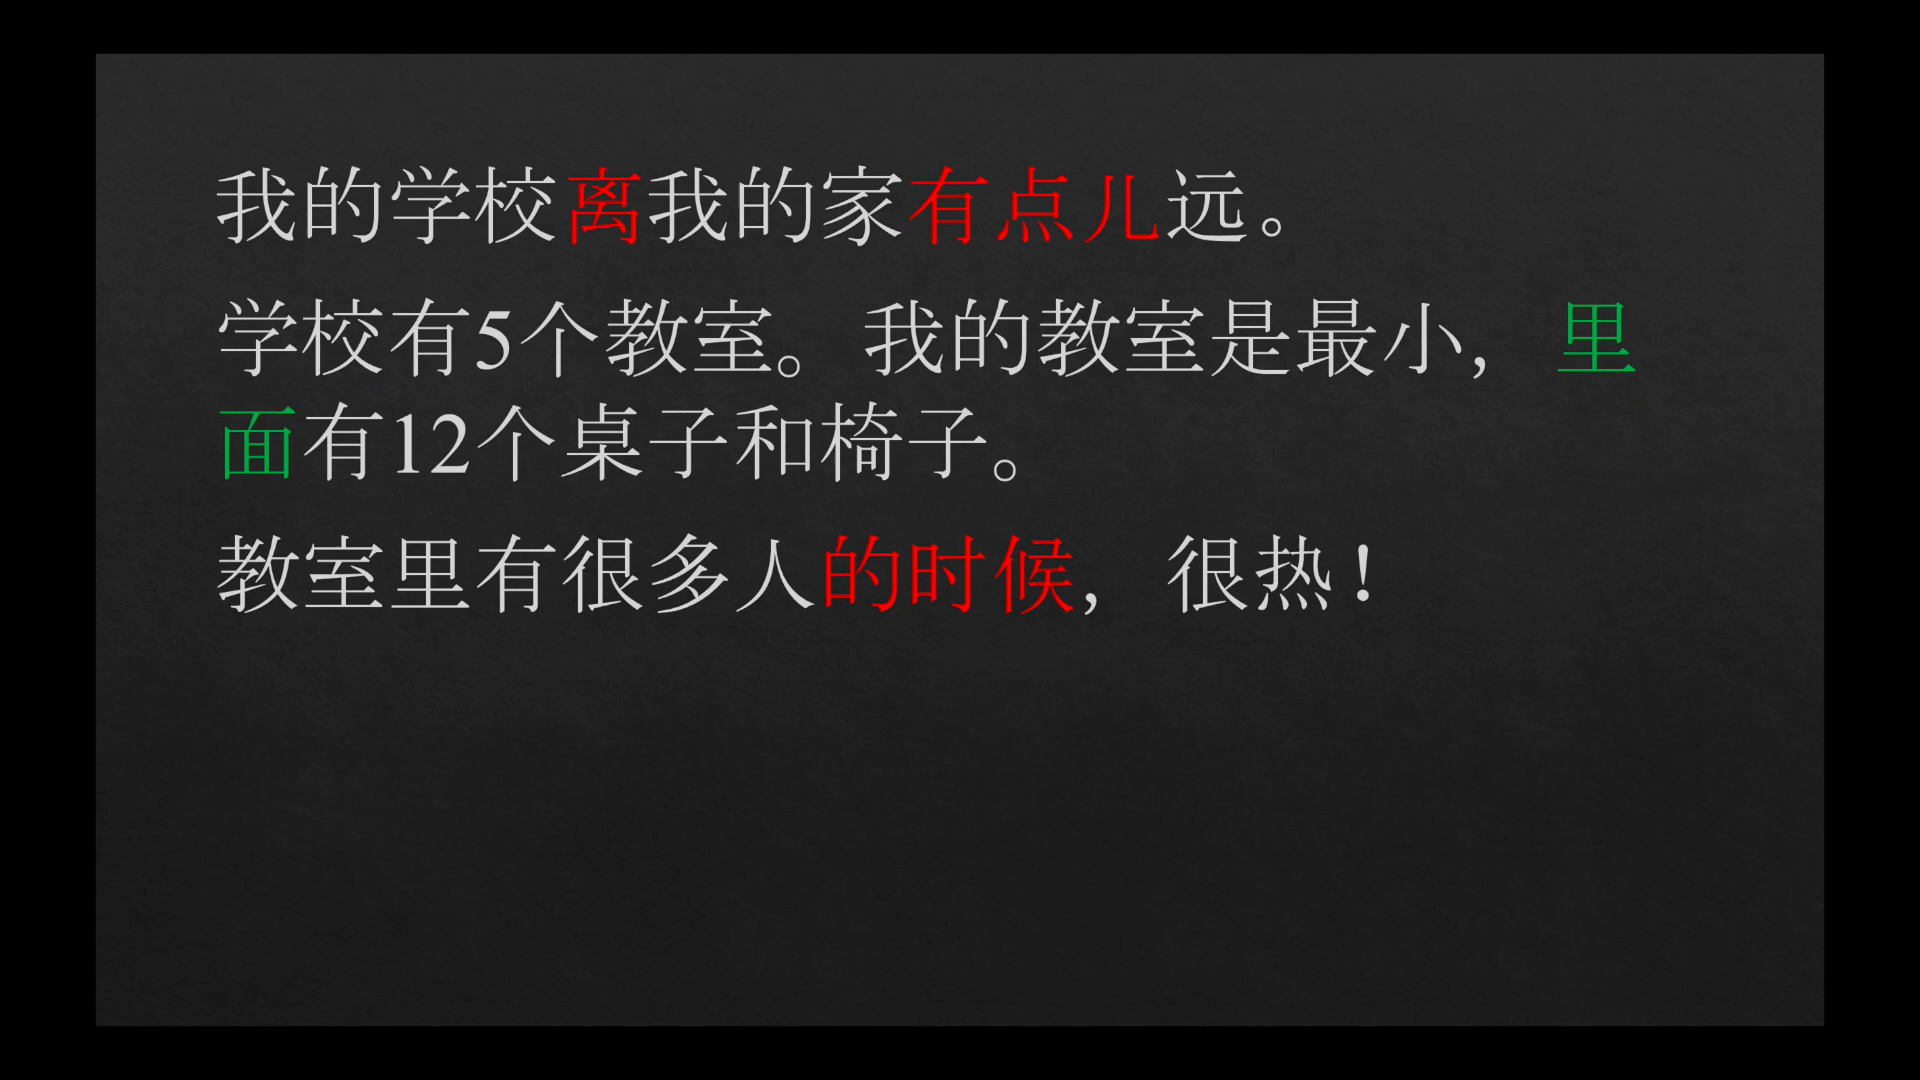 我的学校离我的家有点儿远。
学校有5个教室。我的教室是最小，里
面有12个桌子和椅子。
教室里有很多人的时候，很热！